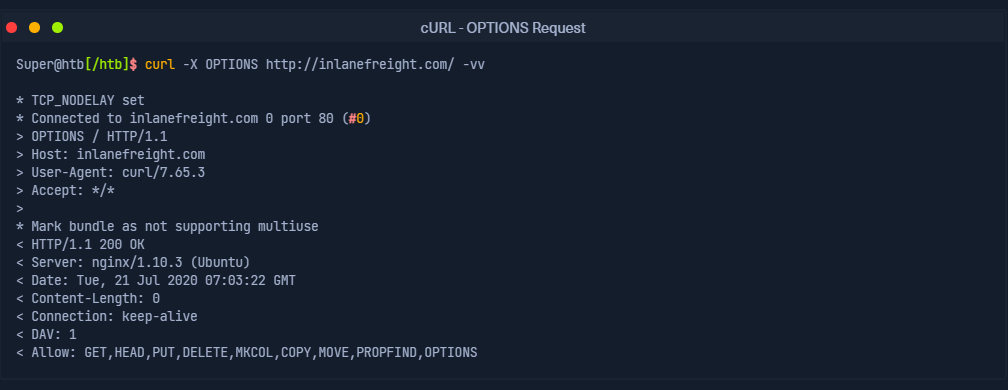 cURL - OPTIONS Request
Super@htb[/htb]$ curl -X OPTIONS http://inlanefreight.com/ -vv
* TCP_NODELAY set
* Connected to inlanefreight.com 0 port 80 (#0)
> OPTIONS / HTTP/1.1
> Host: inlanefreight.com
> User-Agent: curl/7.65.3
> Accept: */*
>
* Mark bundle as not supporting multiuse
< HTTP/1.1 200 OK
< Server: nginx/1.10.3 (Ubuntu)
< Date: Tue, 21 Jul 2020 07:03:22 GMT
< Content-Length: 0
< Connection: keep-alive
< DAV: 1
< Allow: GET,HEAD,PUT,DELETE,MKCOL,COPY,MOVE,PROPFIND,OPTIONS